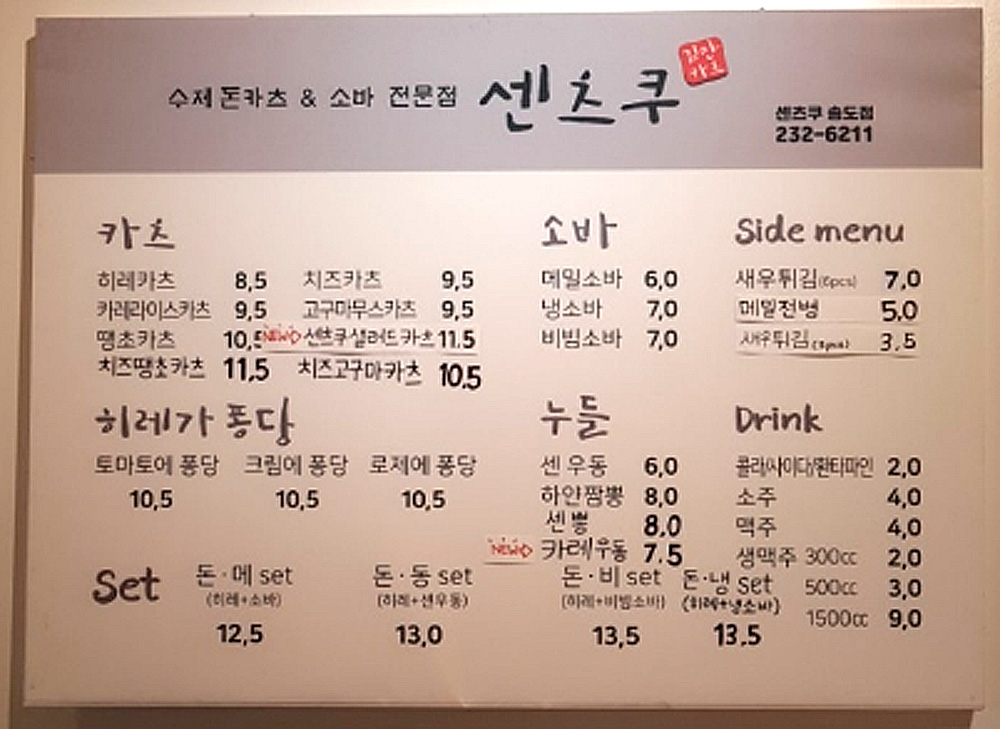 수제 돈카츠 & 소바 전문점 센츠쿠
센츠쿠 송도점
232-6211
카츠
히레카츠 8,5 치즈카츠 9,5
카레라이스카츠 9,5 고구마무스카츠 9,5
땡초카츠 10,5 NEW 센츠쿠샐러드카츠 11.5
치즈땡초카츠 11,5 치즈고구마카츠 10.5
소바
메밀소바 6,0
냉소바 7,0
비빔소바 7,0
Side menu
새우튀김(6pcs) 7,0
메밀전병 5,0
새우튀김(3pcs) 3.5
히레가 퐁당
토마토에 퐁당 크림에 퐁당 로제에 퐁당
10,5 10,5 10,5
누들
센 우동 6,0
하얀짬뽕 8,0
센뽕 8.0
NEW 카레우동 7.5
Drink
콜라/사이다/환타파인 2,0
소주 4,0
맥주 4,0
생맥주 300cc 2,0
500cc 3,0
1500cc 9,0
Set
돈·메 set 돈·동 set 돈·비 set 돈·냉 set
(히레+소바) (히레+센우동) (히레+비빔소바) (히레+냉소바)
12,5 13,0 13,5 13.5